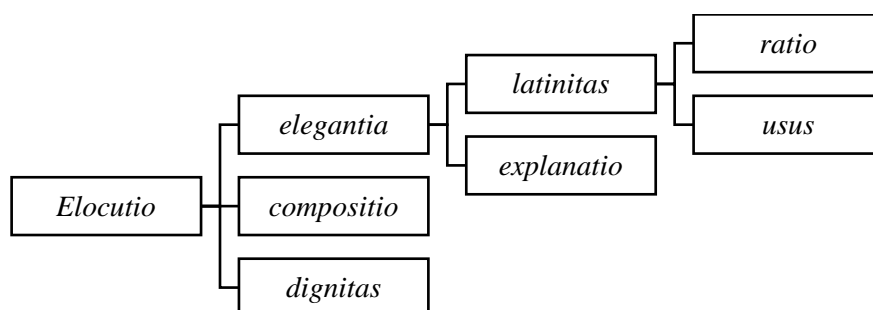 Elocutio
elegantia
compositio
dignitas
latinitas
explanatio
ratio
usus